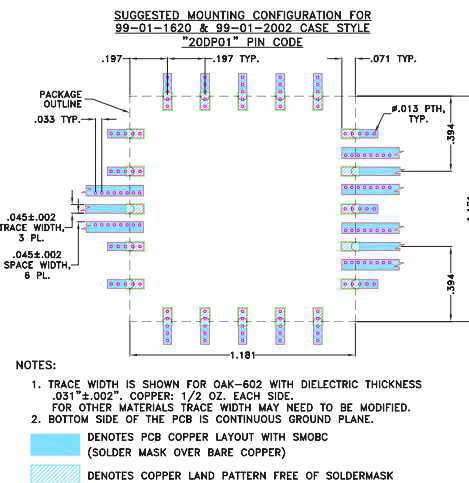 SUGGESTED MOUNTING CONFIGURATION FOR
99-01-1620 & 99-01-2002 CASE STYLE
"20DP01" PIN CODE
.197
.197 TYP.
.071 TYP.
PACKAGE
OUTLINE
ø.013 PTH,
TYP.
.033 TYP.
.394
.045±.002
TRACE WIDTH,
3 PL.
.045±.002
SPACE WIDTH,
6 PL.
.394
1.181
NOTES:
1. TRACE WIDTH IS SHOWN FOR OAK-602 WITH DIELECTRIC THICKNESS
.031"±.002". COPPER: 1/2 OZ. EACH SIDE.
FOR OTHER MATERIALS TRACE WIDTH MAY NEED TO BE MODIFIED.
2. BOTTOM SIDE OF THE PCB IS CONTINUOUS GROUND PLANE.
DENOTES PCB COPPER LAYOUT WITH SMOBC
(SOLDER MASK OVER BARE COPPER)
DENOTES COPPER LAND PATTERN FREE OF SOLDERMASK